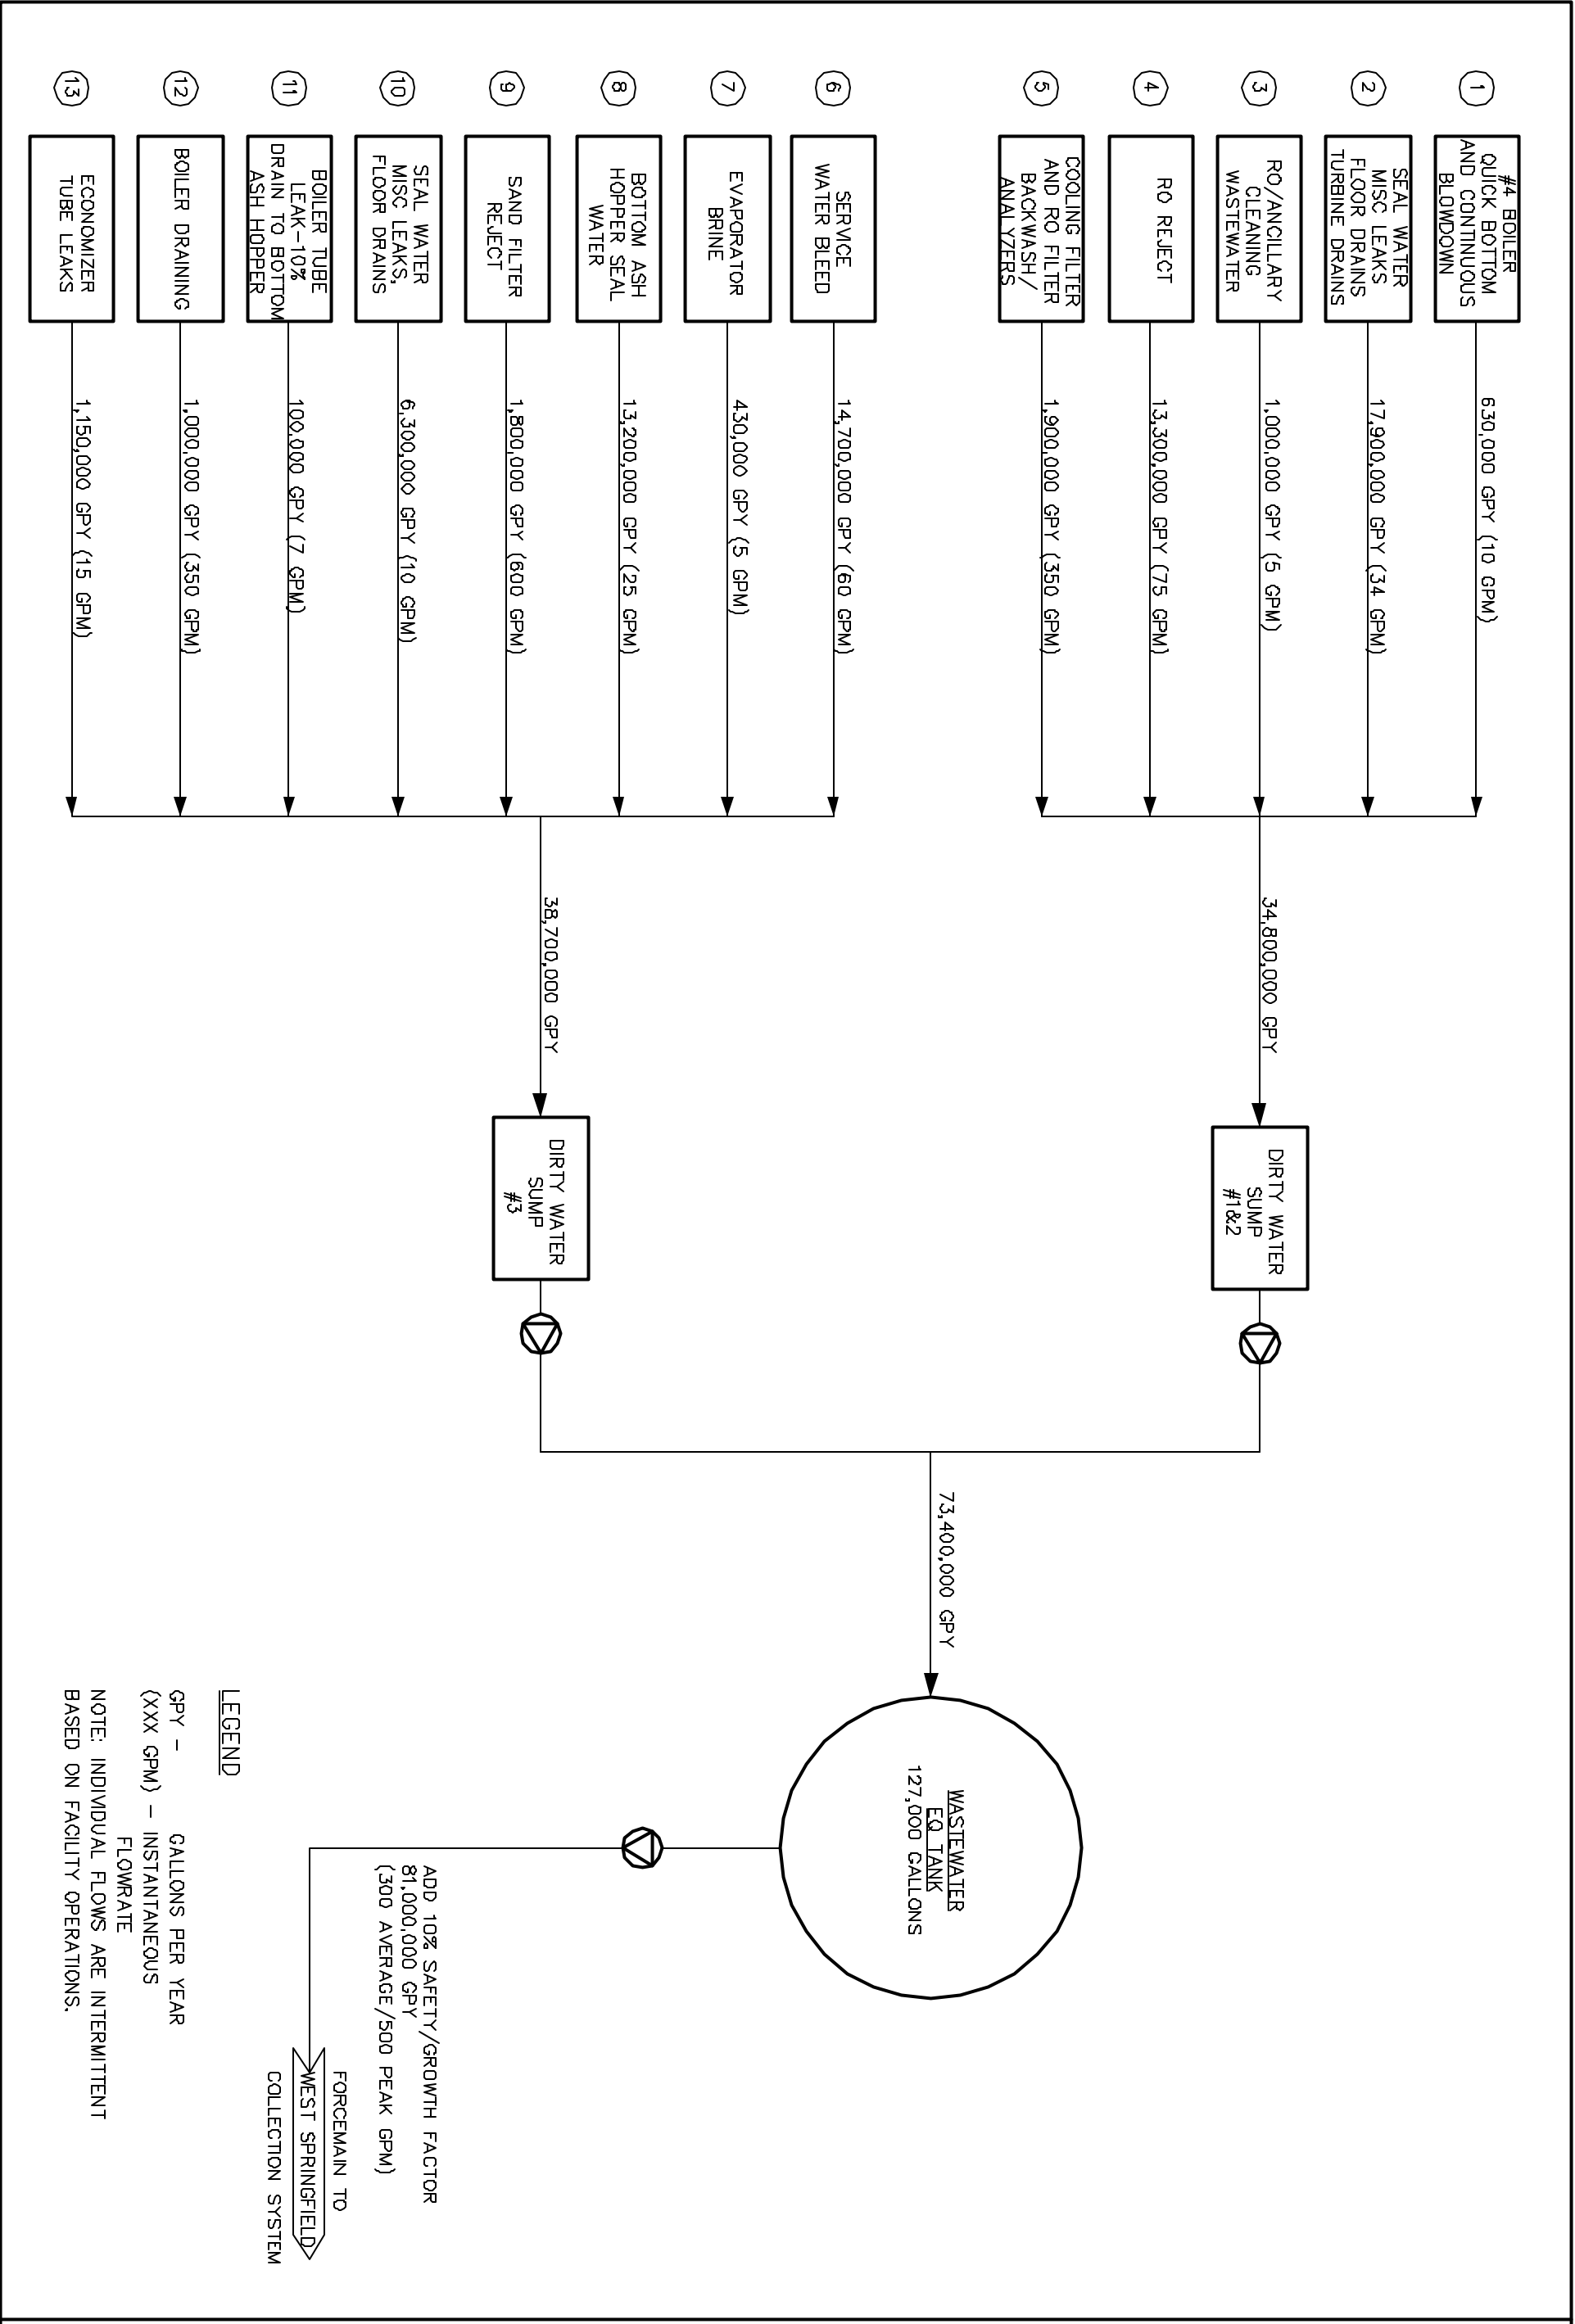 1
#4 BOILER
QUICK BOTTOM
AND CONTINUOUS
BLOWDOWN
630,000 GPY (10 GPM)
2
SEAL WATER
MISC LEAKS
FLOOR DRAINS
TURBINE DRAINS
17,900,000 GPY (34 GPM)
3
RO/ANCILLARY
CLEANING
WASTEWATER
1,000,000 GPY (5 GPM)
4
RO REJECT
13,300,000 GPY (75 GPM)
5
COOLING FILTER
AND RO FILTER
BACKWASH/
ANALYZERS
1,900,000 GPY (350 GPM)
34,800,000 GPY
DIRTY WATER
SUMP
#1&2
6
SERVICE
WATER BLEED
14,700,000 GPY (60 GPM)
7
EVAPORATOR
BRINE
430,000 GPY (5 GPM)
8
BOTTOM ASH
HOPPER SEAL
WATER
13,200,000 GPY (25 GPM)
9
SAND FILTER
REJECT
1,800,000 GPY (600 GPM)
10
SEAL WATER
MISC LEAKS,
FLOOR DRAINS
6,300,000 GPY (10 GPM)
11
BOILER TUBE
LEAK-10%
DRAIN TO BOTTOM
ASH HOPPER
100,000 GPY (7 GPM)
12
BOILER DRAINING
1,000,000 GPY (350 GPM)
13
ECONOMIZER
TUBE LEAKS
1,150,000 GPY (15 GPM)
38,700,000 GPY
DIRTY WATER
SUMP
#3
73,400,000 GPY
WASTEWATER
EQ TANK
127,000 GALLONS
ADD 10% SAFETY/GROWTH FACTOR
81,000,000 GPY
(300 AVERAGE/500 PEAK GPM)
FORCEMAIN TO
WEST SPRINGFIELD
COLLECTION SYSTEM
LEGEND
GPY - GALLONS PER YEAR
(XXX GPM) - INSTANTANEOUS
FLOWRATE
NOTE: INDIVIDUAL FLOWS ARE INTERMITTENT
BASED ON FACILITY OPERATIONS.